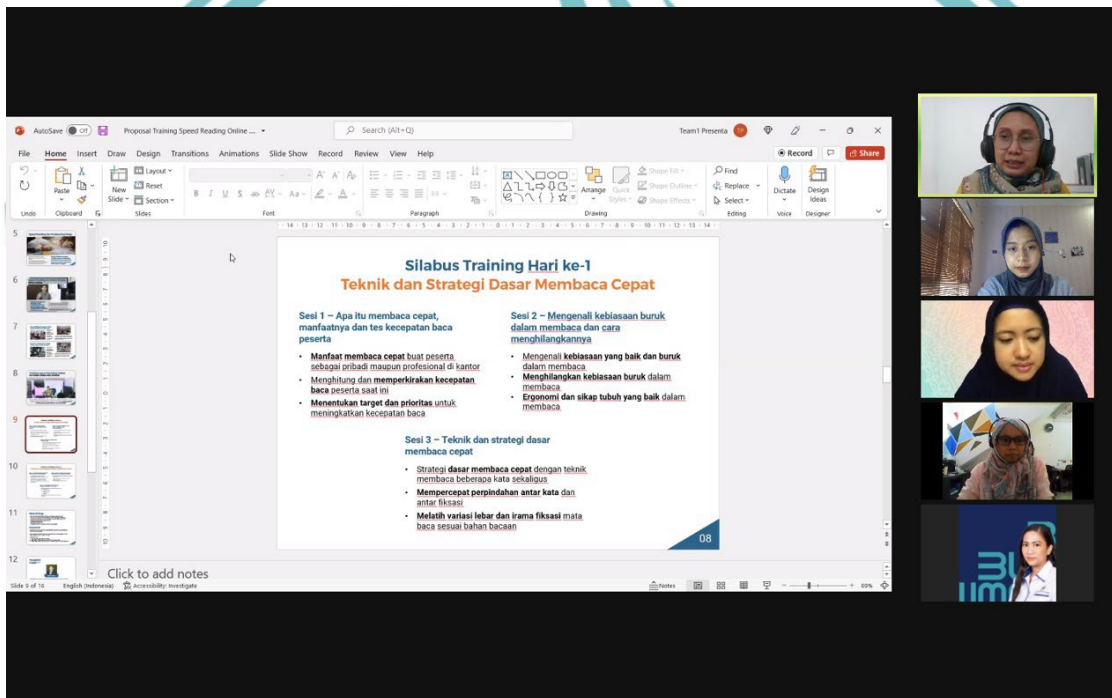 AutoSave Off
Proposal Training Speed Reading Online ...
Search (Alt+Q)
Team1 Presenta
File Home Insert Draw Design Transitions Animations Slide Show Record Review View Help
Record
Share
Paste
New
Slide
Layout
Reset
Section
Arrange
Quick
Styles
Shape Fill
Shape Outline
Shape Effects
Find
Replace
Select
Dictate
Design
Ideas
Undo
Clipboard
Slides
Font
Paragraph
Drawing
Editing
Voice
Designer
5
6
7
8
9
10
11
12
Silabus Training Hari ke-1
Teknik dan Strategi Dasar Membaca Cepat
Sesi 1 – Apa itu membaca cepat,
manfaatnya dan tes kecepatan baca
peserta
• Manfaat membaca cepat buat peserta
sebagai pribadi maupun profesional di kantor
• Menghitung dan memperkirakan kecepatan
baca peserta saat ini
• Menentukan target dan prioritas untuk
meningkatkan kecepatan baca
Sesi 2 – Mengenali kebiasaan buruk
dalam membaca dan cara
menghilangkannya
• Mengenali kebiasaan yang baik dan buruk
dalam membaca
• Menghilangkan kebiasaan buruk dalam
membaca
• Ergonomi dan sikap tubuh yang baik dalam
membaca
Sesi 3 – Teknik dan strategi dasar
membaca cepat
• Strategi dasar membaca cepat dengan teknik
membaca beberapa kata sekaligus
• Mempercepat perpindahan antar kata dan
antar fiksasi
• Melatih variasi lebar dan irama fiksasi mata
baca sesuai bahan bacaan
08
Click to add notes
Slide 9 of 16
English (Indonesia)
Accessibility: Investigate
Notes
69%